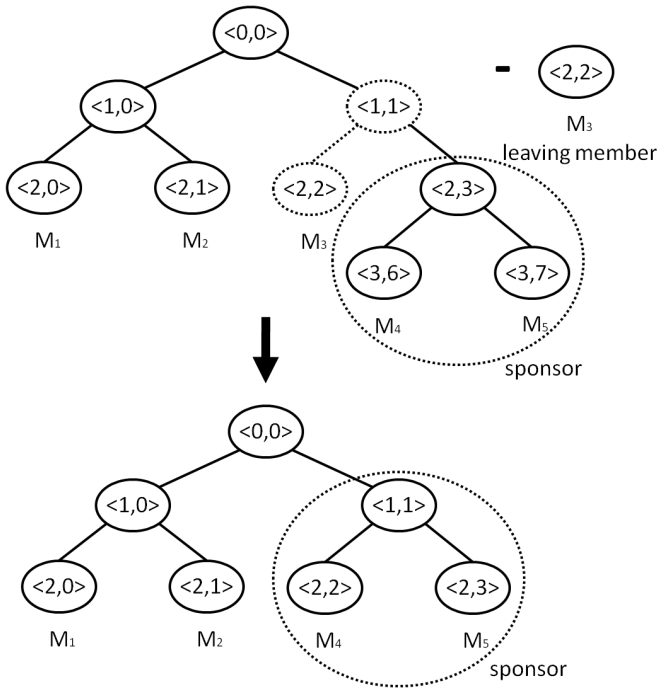 <0,0>
-
<1,0> <1,1> <2,2>
M₃
leaving member
<2,0> <2,1> <2,2> <2,3>
M₁ M₂ M₃
<3,6> <3,7>
M₄ M₅
sponsor
<0,0>
<1,0> <1,1>
<2,0> <2,1> <2,2> <2,3>
M₁ M₂ M₄ M₅
sponsor